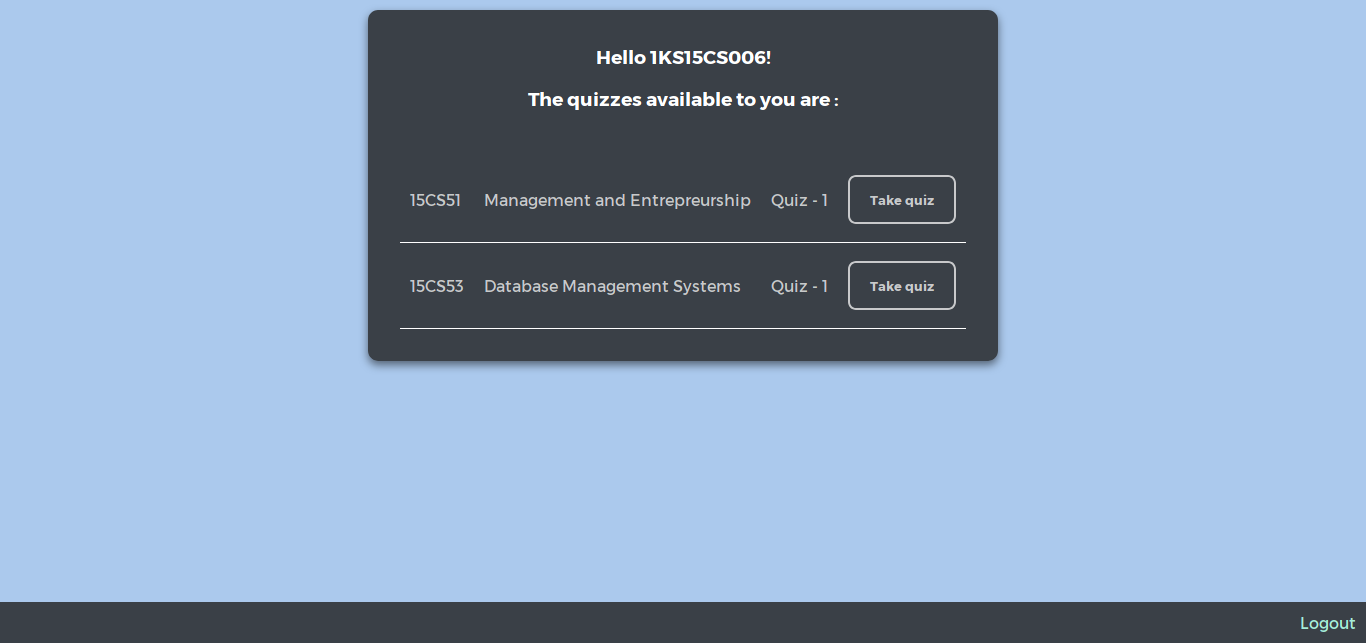 Hello 1KS15CS006!
The quizzes available to you are :
15CS51 Management and Entrepreurship Quiz - 1 Take quiz
15CS53 Database Management Systems Quiz - 1 Take quiz
Logout